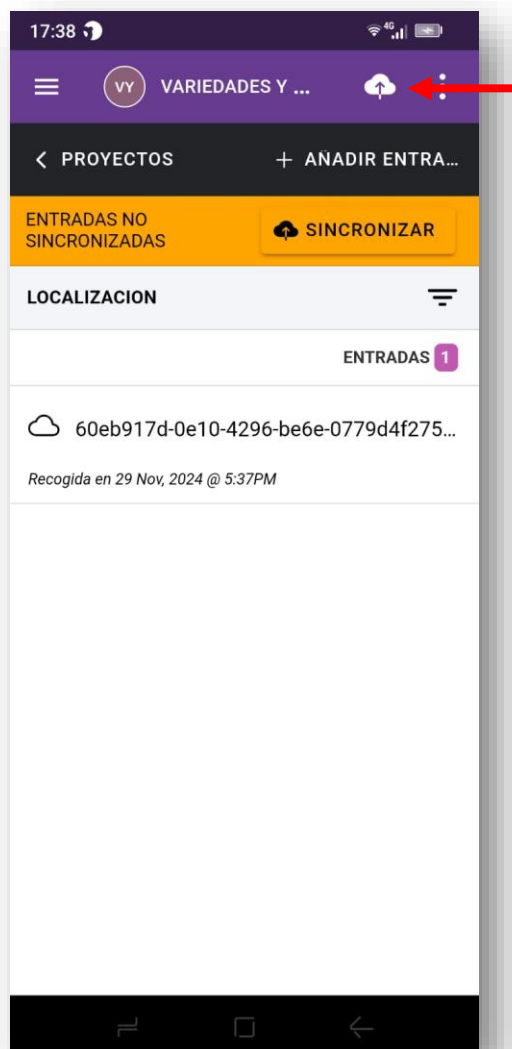 17:38
4G
VY VARIEDADES Y ...
PROYECTOS + AÑADIR ENTRA...
ENTRADAS NO
SINCRONIZADAS
SINCRONIZAR
LOCALIZACION
ENTRADAS 1
60eb917d-0e10-4296-be6e-0779d4f275...
Recogida en 29 Nov, 2024 @ 5:37PM